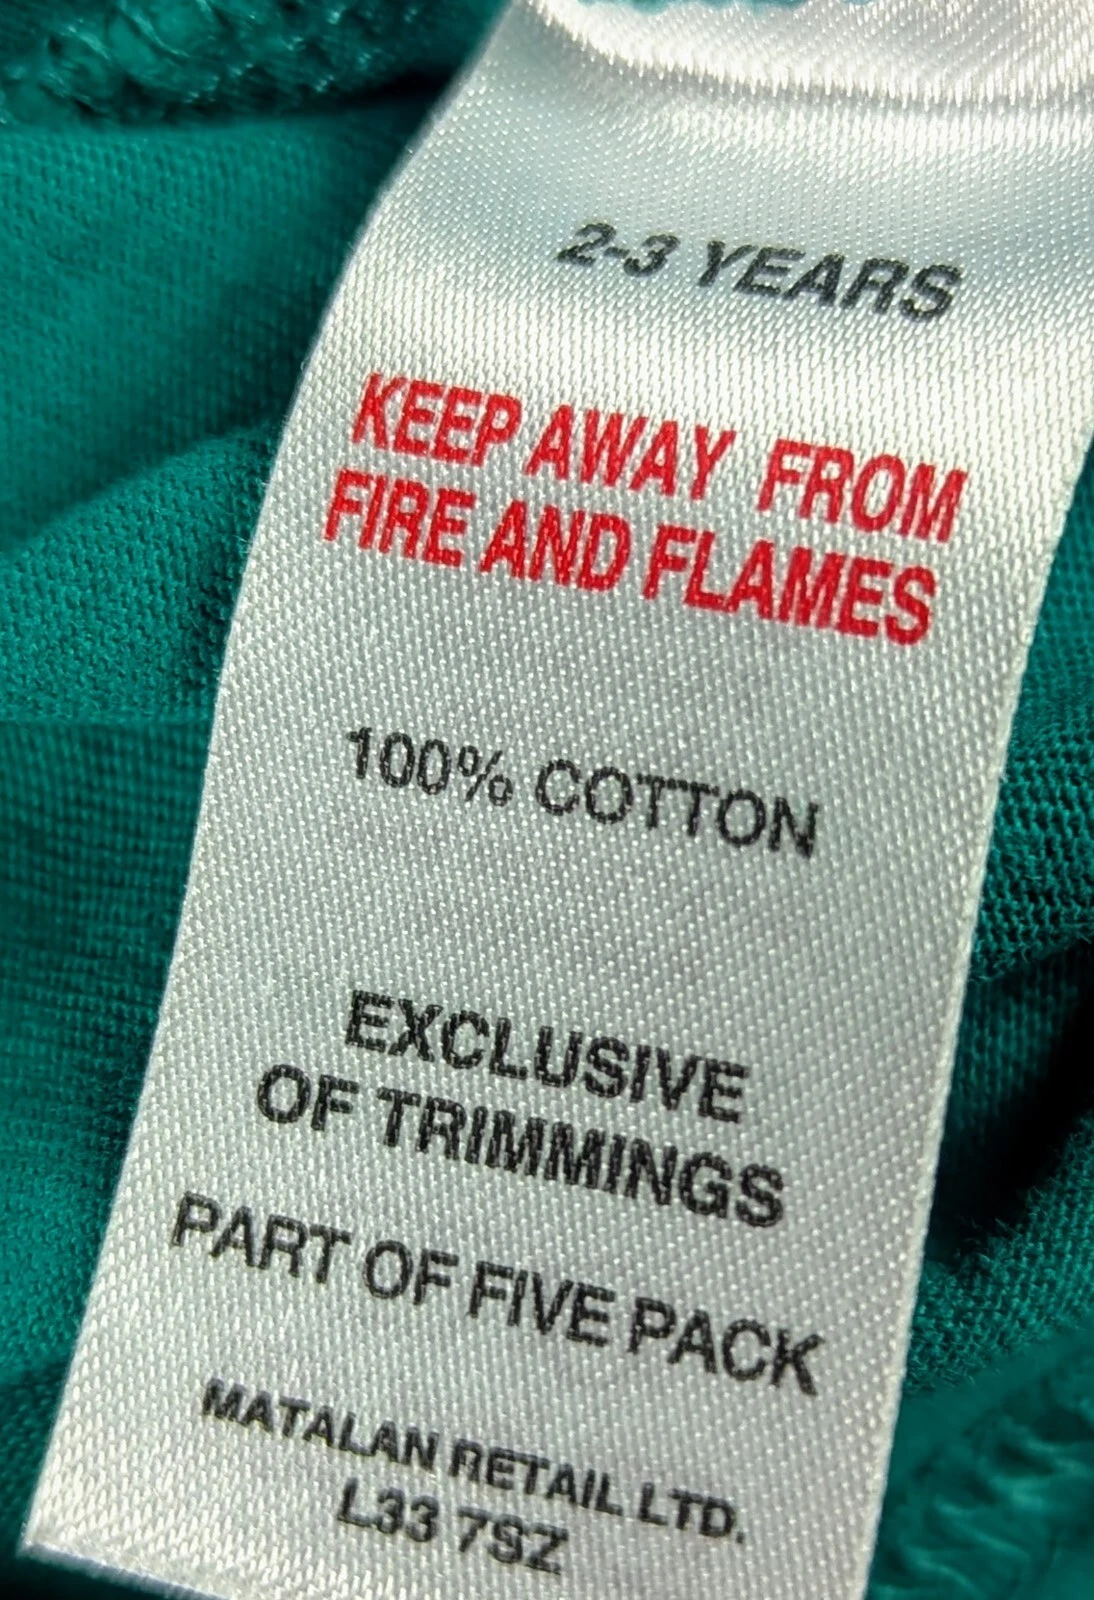 2-3 YEARS
KEEP AWAY FROM
FIRE AND FLAMES
100% COTTON
EXCLUSIVE
OF TRIMMINGS
PART OF FIVE PACK
MATALAN RETAIL LTD.
L33 7SZ